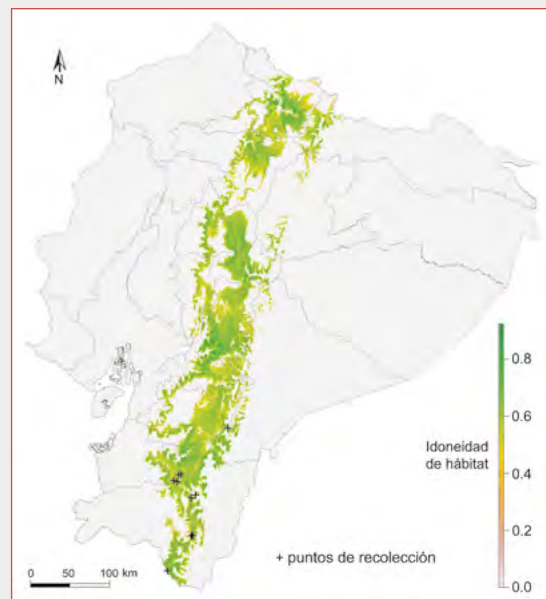 N
0.8
0.6
Idoneidad
de hábitat
0.4
0.2
+ puntos de recolección
0.0
0 50 100 km